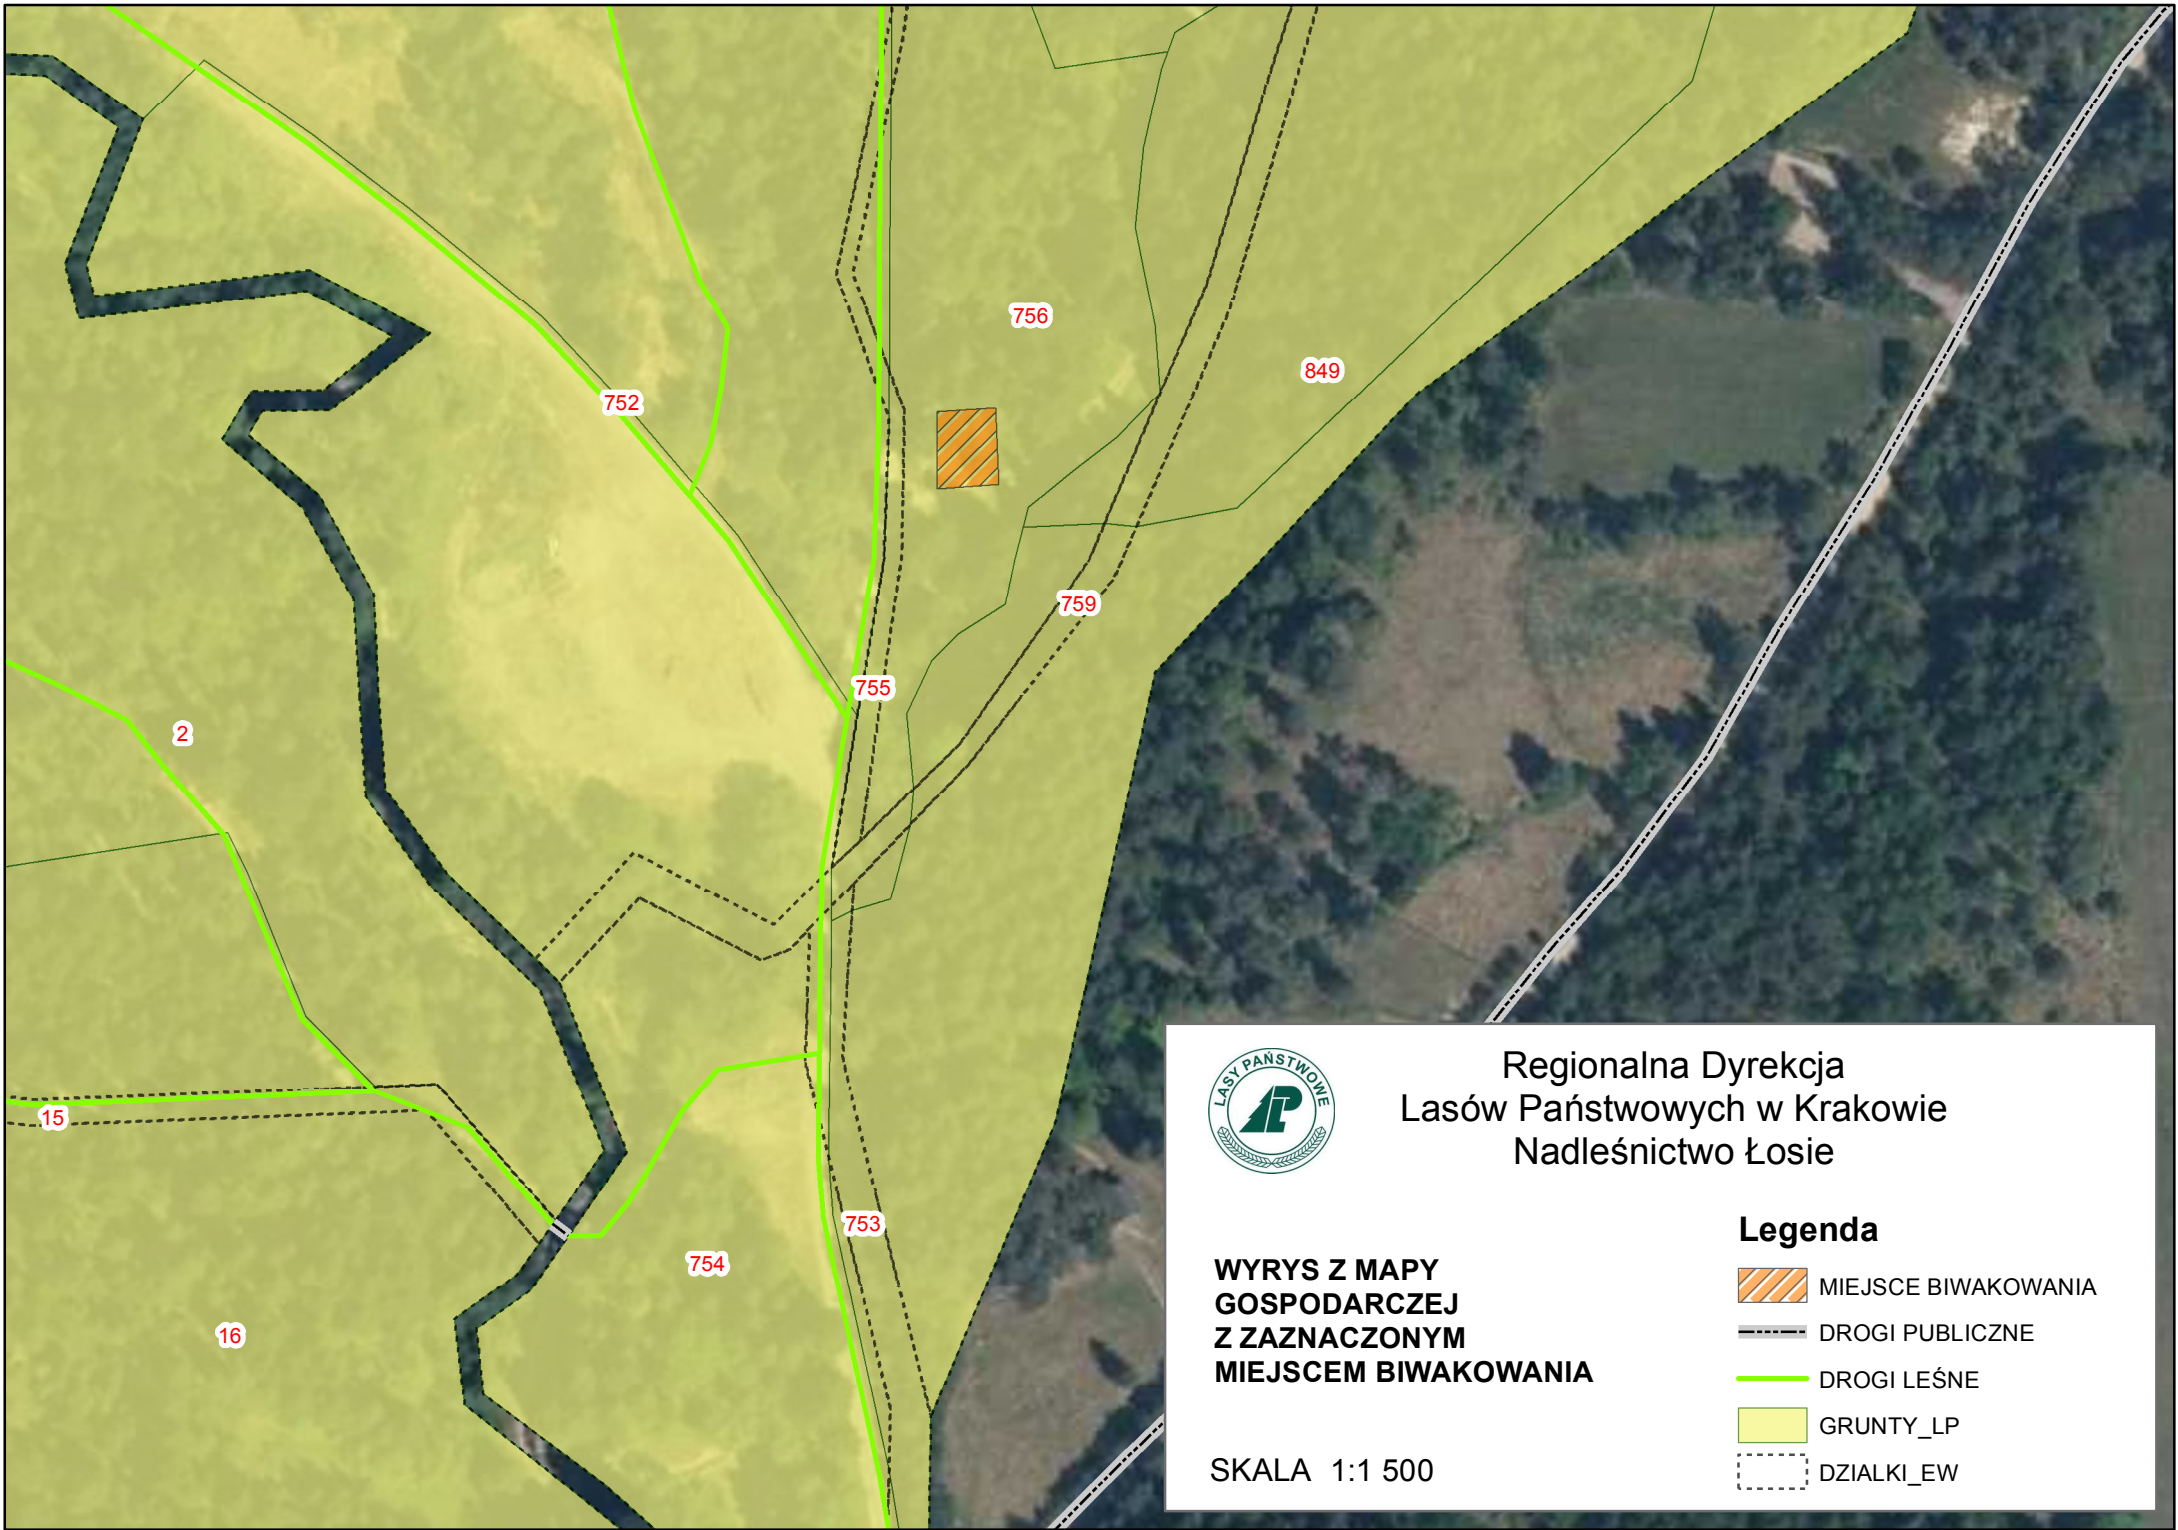 756
849
752
759
755
2
15
753
754
16
LASY PAŃSTWOWE
Regionalna Dyrekcja
Lasów Państwowych w Krakowie
Nadleśnictwo Łosie
WYRYS Z MAPY
GOSPODARCZEJ
Z ZAZNACZONYM
MIEJSCEM BIWAKOWANIA
SKALA 1:1 500
Legenda
MIEJSCE BIWAKOWANIA
DROGI PUBLICZNE
DROGI LEŚNE
GRUNTY_LP
DZIALKI_EW